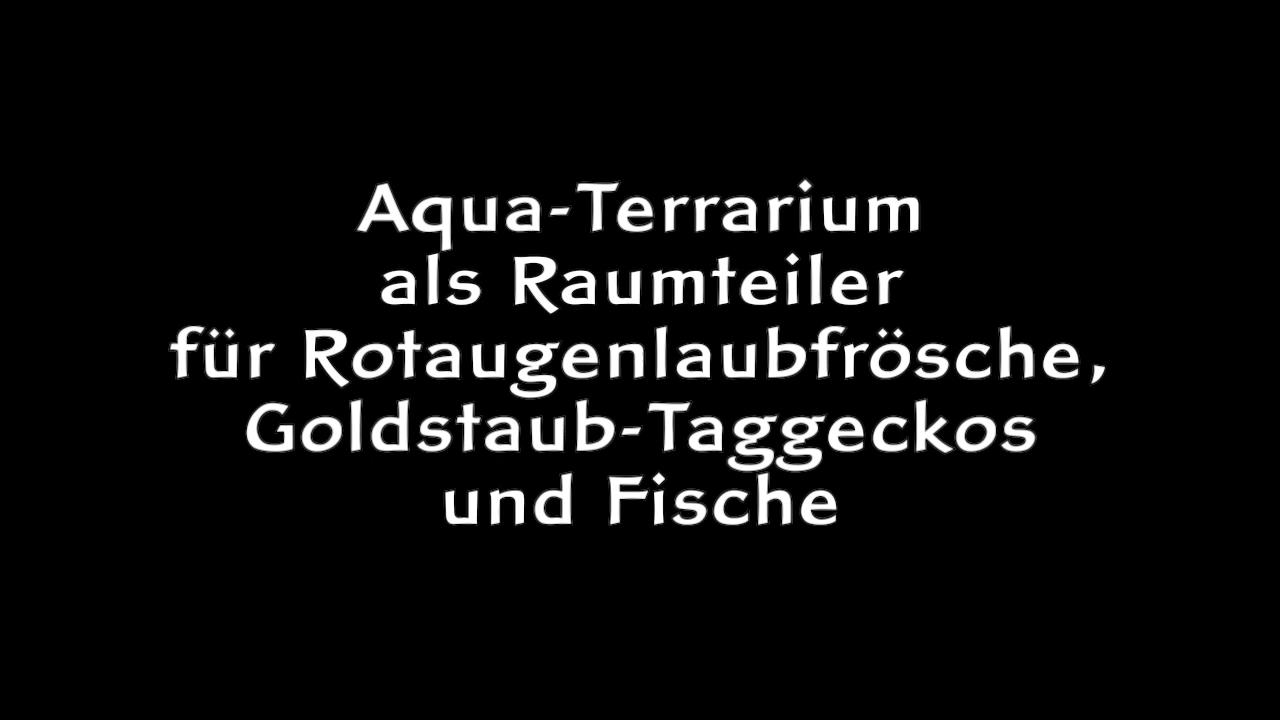 Aqua-Terrarium
als Raumteiler
für Rotaugenlaubfrösche,
Goldstaub-Taggeckos
und Fische